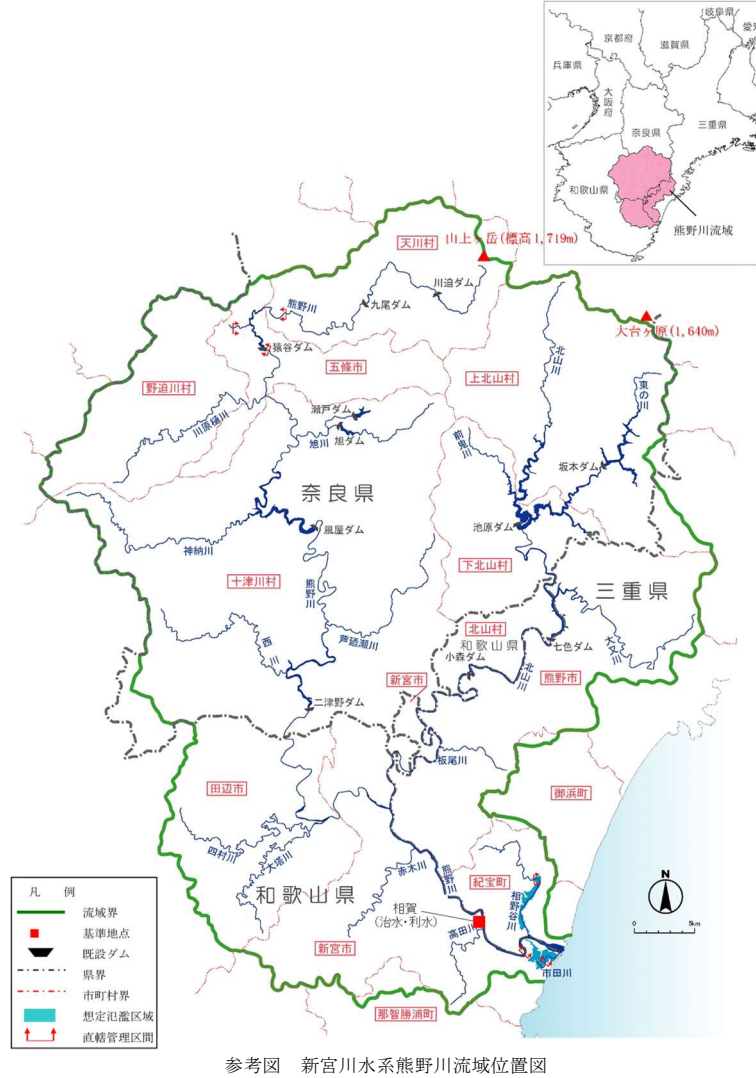 岐阜県
愛知
京都府
滋賀県
兵庫県
大阪府
三重県
奈良県
和歌山県
熊野川流域
天川村
山上ヶ岳(標高1,719m)
川迫ダム
九尾ダム
熊野川
大台ヶ原(1,640m)
猿谷ダム
五條市
北山川
上北山村
東の川
野迫川村
川原樋川
瀬戸ダム
旭川
旭ダム
前鬼川
坂本ダム
奈良県
池原ダム
風屋ダム
神納川
下北山村
三重県
十津川村
熊野川
芦廼瀬川
西川
北山村
和歌山県
小森ダム
七色ダム
大又川
北山川
新宮市
熊野市
二津野ダム
板尾川
田辺市
御浜町
四村川
大塔川
赤木川
熊野川
紀宝町
相野谷川
和歌山県
相賀
(治水・利水)
高田川
新宮市
市田川
那智勝浦町
N
0 5km
凡 例
流域界
基準地点
既設ダム
県界
市町村界
想定氾濫区域
直轄管理区間
参考図 新宮川水系熊野川流域位置図